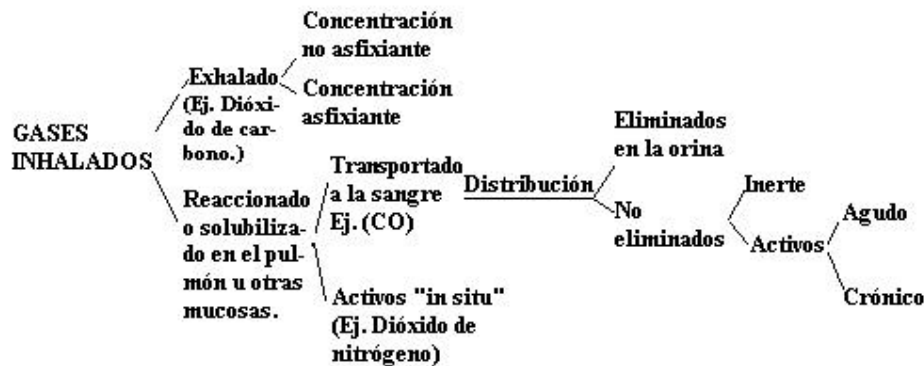 GASES
INHALADOS
Exhalado
(Ej. Dióxi-
do de car-
bono.)
Concentración
no asfixiante
Concentración
asfixiante
Reaccionado
o solubiliza-
do en el pul-
món u otras
mucosas.
Transportado
a la sangre
Ej. (CO)
Activos "in situ"
(Ej. Dióxido de
nitrógeno)
Distribución
Eliminados
en la orina
No
eliminados
Inerte
Activos
Agudo
Crónico